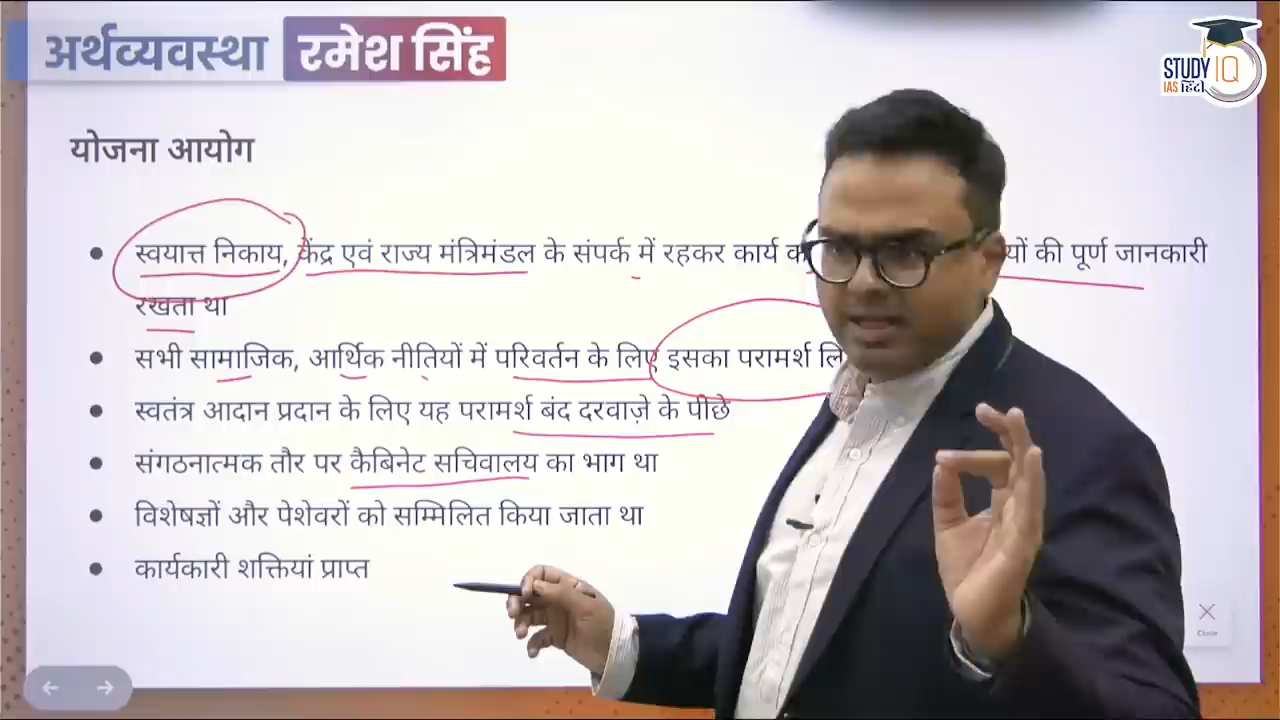 अर्थव्यवस्था रमेश सिंह
STUDY IQ
IAS हिंदी
योजना आयोग
स्वयात्त निकाय, केंद्र एवं राज्य मंत्रिमंडल के संपर्क में रहकर कार्य की पूर्ण जानकारी
रखता था
सभी सामाजिक, आर्थिक नीतियों में परिवर्तन के लिए इसका परामर्श
स्वतंत्र आदान प्रदान के लिए यह परामर्श बंद दरवाज़े के पीछे
संगठनात्मक तौर पर कैबिनेट सचिवालय का भाग था
विशेषज्ञों और पेशेवरों को सम्मिलित किया जाता था
कार्यकारी शक्तियां प्राप्त
Close